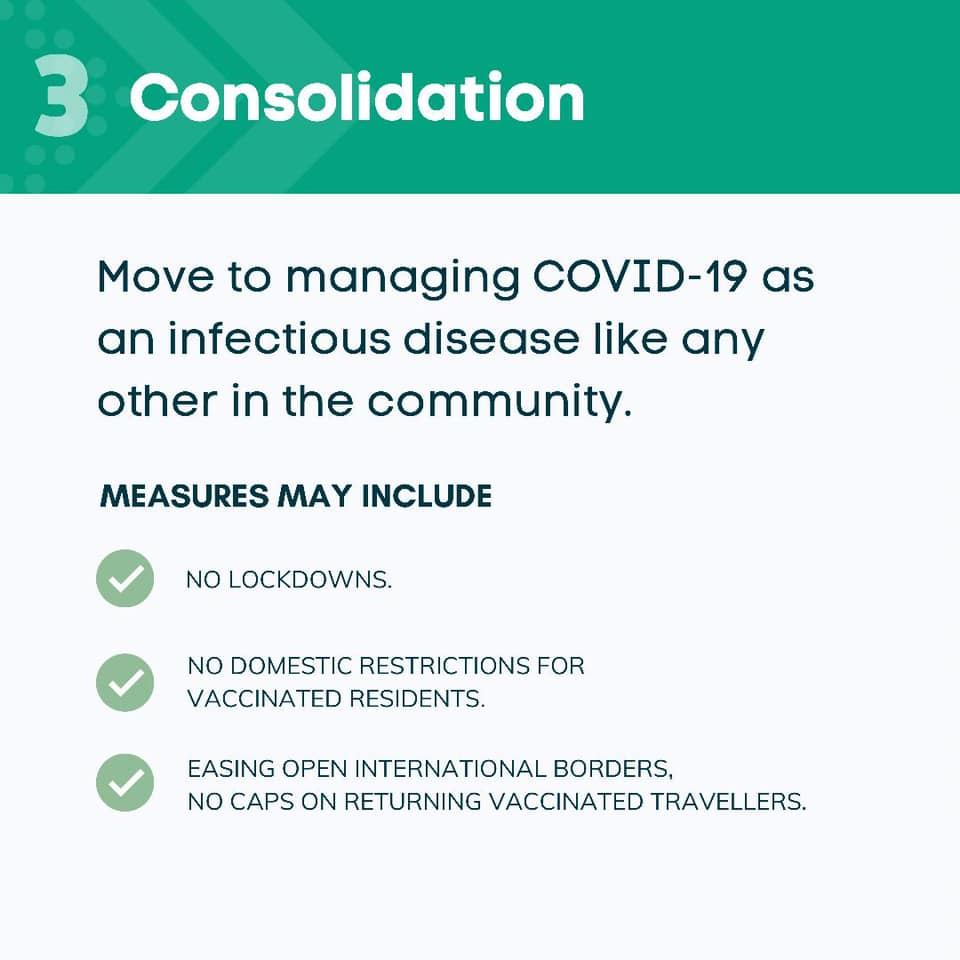 3 Consolidation
Move to managing COVID-19 as
an infectious disease like any
other in the community.
MEASURES MAY INCLUDE
NO LOCKDOWNS.
NO DOMESTIC RESTRICTIONS FOR
VACCINATED RESIDENTS.
EASING OPEN INTERNATIONAL BORDERS,
NO CAPS ON RETURNING VACCINATED TRAVELLERS.